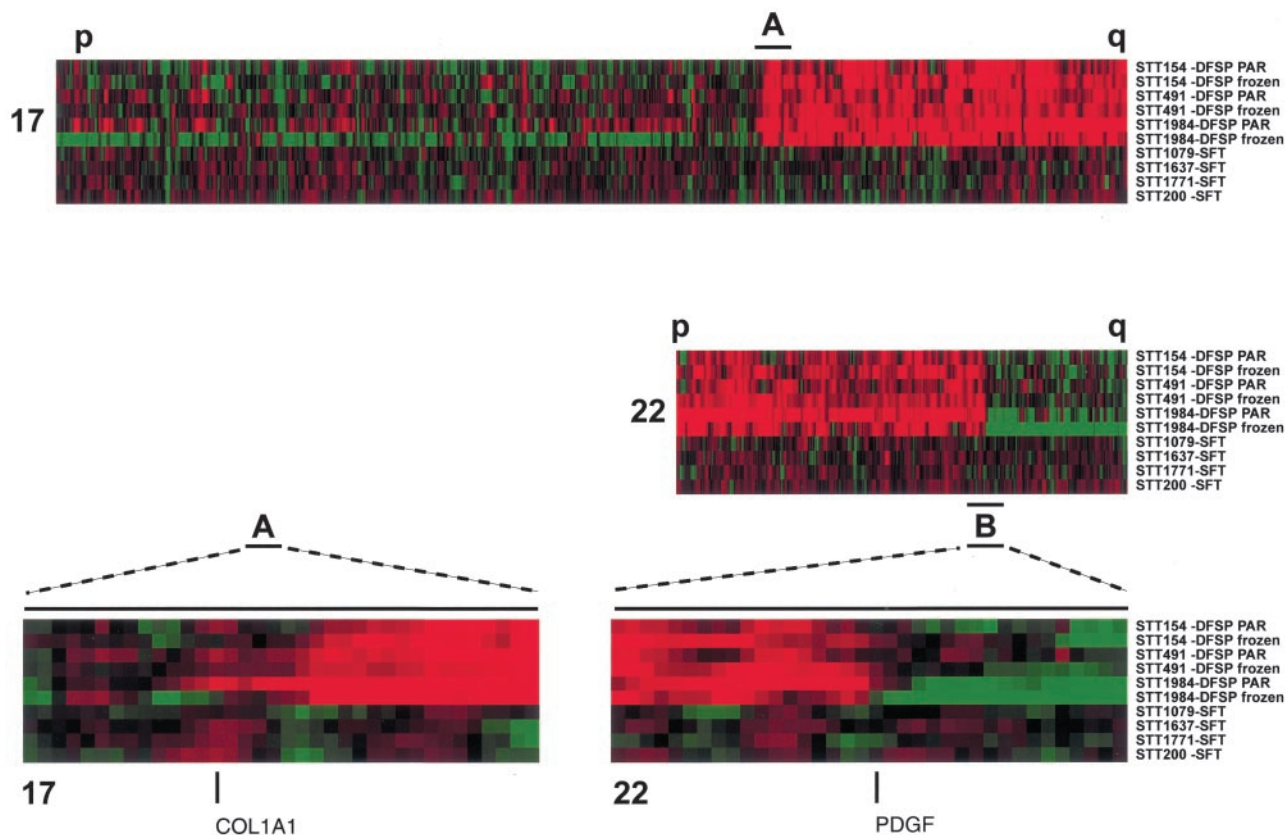 A
p q
17
STT154 -DFSP PAR
STT154 -DFSP frozen
STT491 -DFSP PAR
STT491 -DFSP frozen
STT1984-DFSP PAR
STT1984-DFSP frozen
STT1079-SFT
STT1637-SFT
STT1771-SFT
STT200 -SFT
p q
22
STT154 -DFSP PAR
STT154 -DFSP frozen
STT491 -DFSP PAR
STT491 -DFSP frozen
STT1984-DFSP PAR
STT1984-DFSP frozen
STT1079-SFT
STT1637-SFT
STT1771-SFT
STT200 -SFT
A B
STT154 -DFSP PAR
STT154 -DFSP frozen
STT491 -DFSP PAR
STT491 -DFSP frozen
STT1984-DFSP PAR
STT1984-DFSP frozen
STT1079-SFT
STT1637-SFT
STT1771-SFT
STT200 -SFT
17 22
COL1A1 PDGF